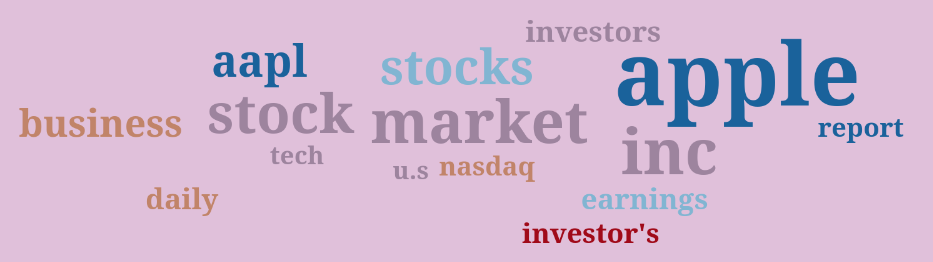 investors
aapl stocks apple
business stock market report
tech u.s nasdaq inc
daily earnings
investor's